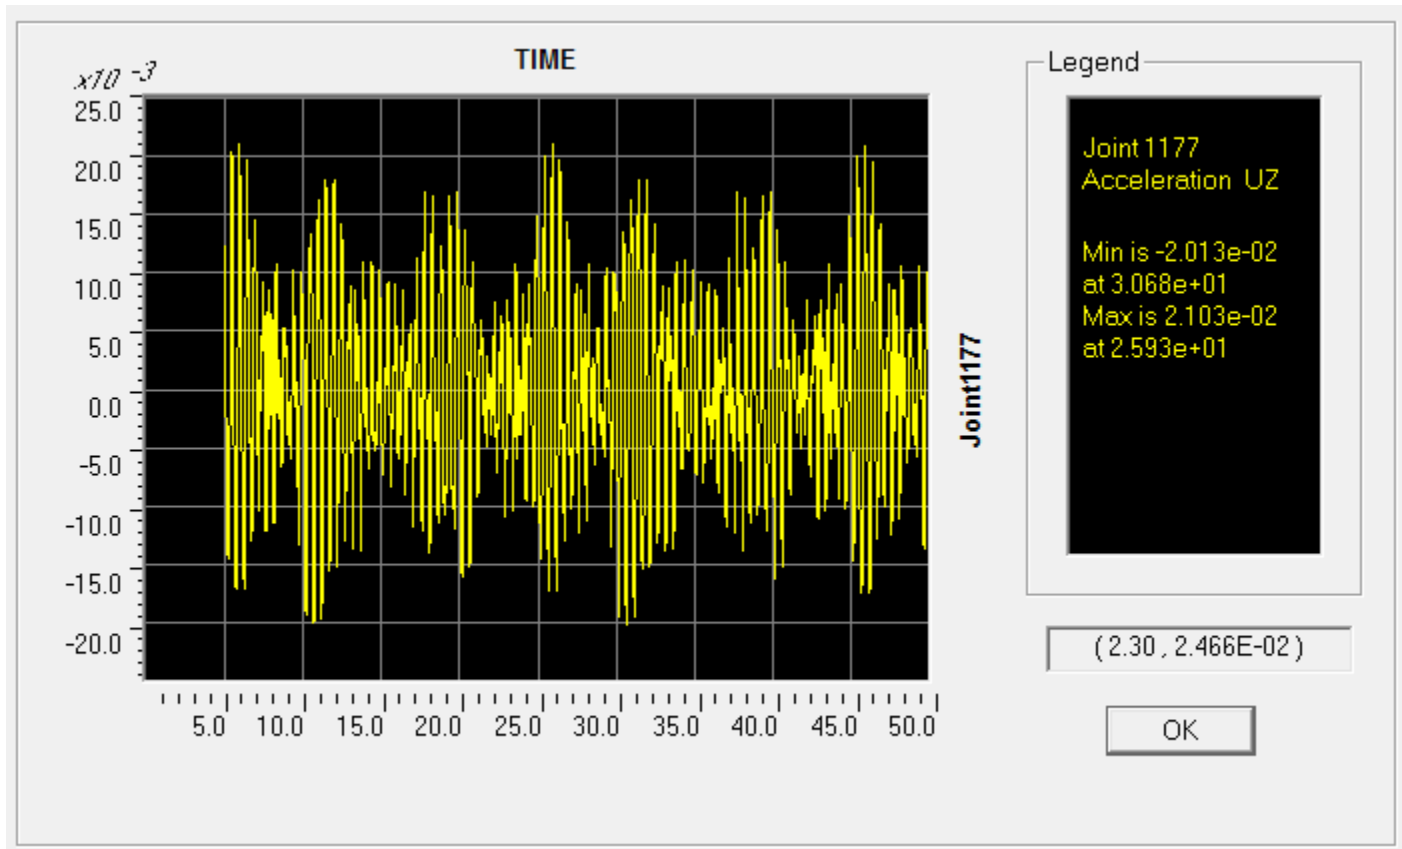 TIME
x10 -3
25.0
20.0
15.0
10.0
5.0
0.0
-5.0
-10.0
-15.0
-20.0
5.0 10.0 15.0 20.0 25.0 30.0 35.0 40.0 45.0 50.0
Joint1177
Legend
Joint 1177
Acceleration UZ
Min is -2.013e-02
at 3.068e+01
Max is 2.103e-02
at 2.593e+01
( 2.30 , 2.466E-02 )
OK